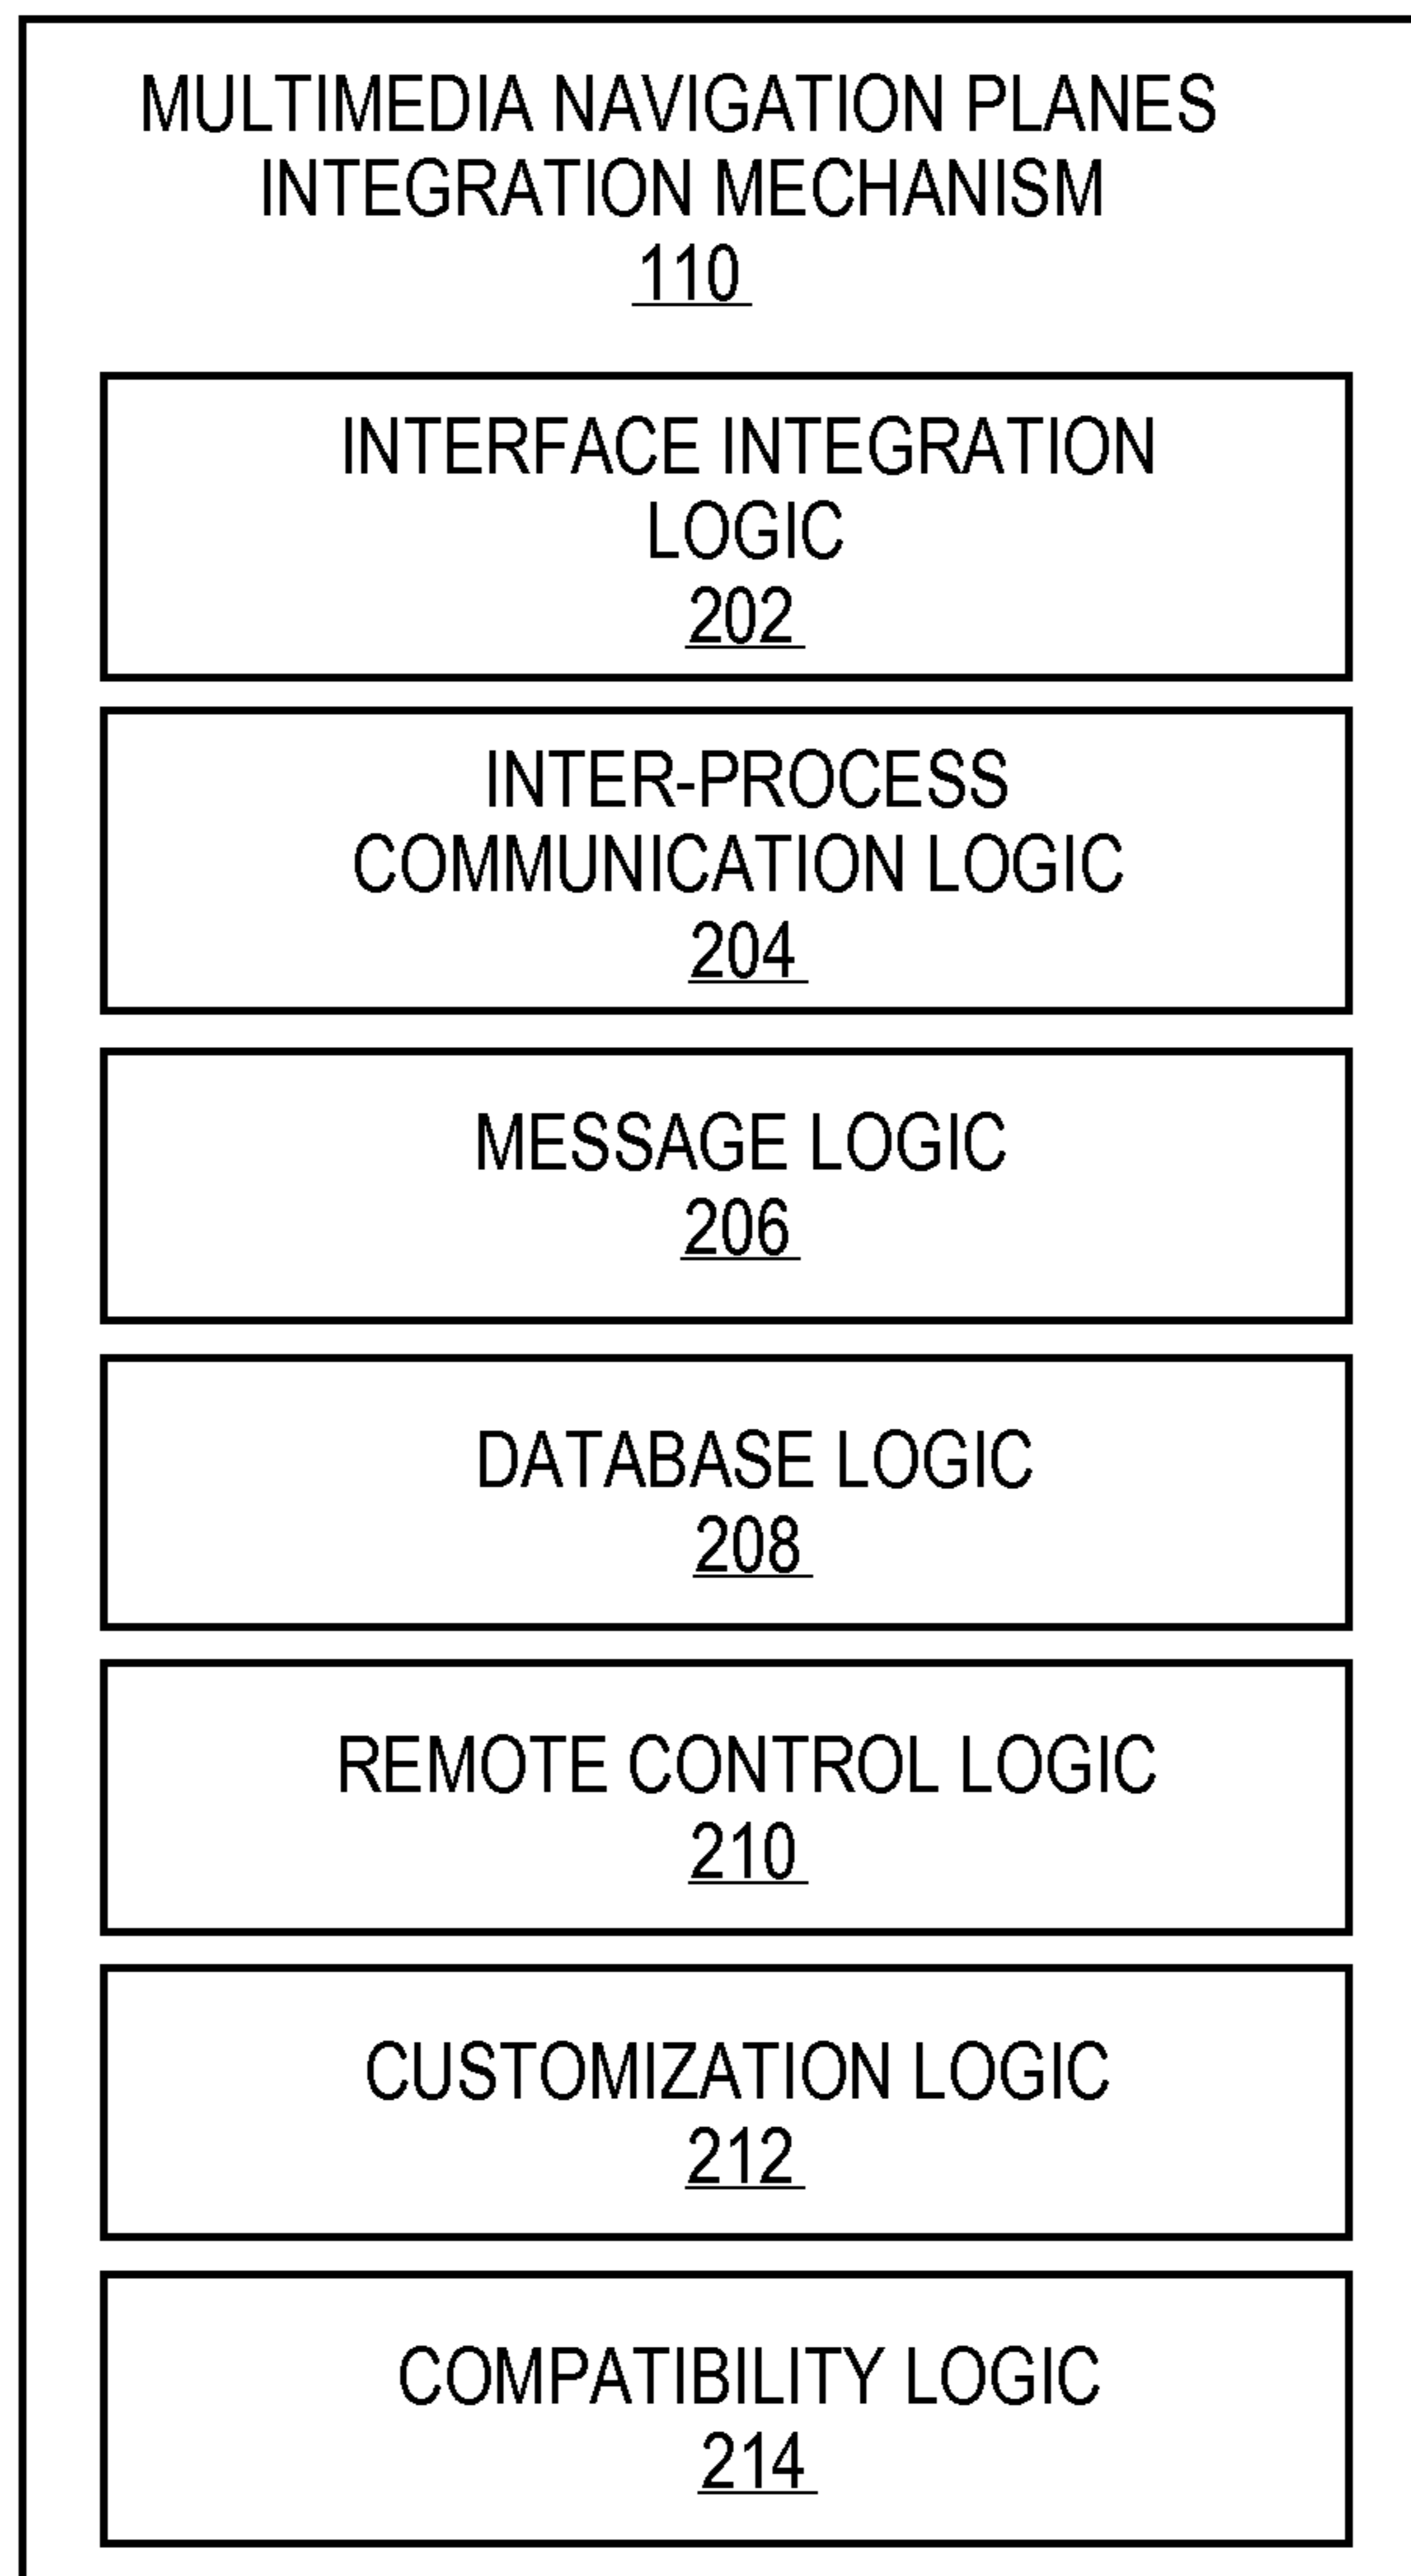 MULTIMEDIA NAVIGATION PLANES
INTEGRATION MECHANISM
110
INTERFACE INTEGRATION
LOGIC
202
INTER-PROCESS
COMMUNICATION LOGIC
204
MESSAGE LOGIC
206
DATABASE LOGIC
208
REMOTE CONTROL LOGIC
210
CUSTOMIZATION LOGIC
212
COMPATIBILITY LOGIC
214